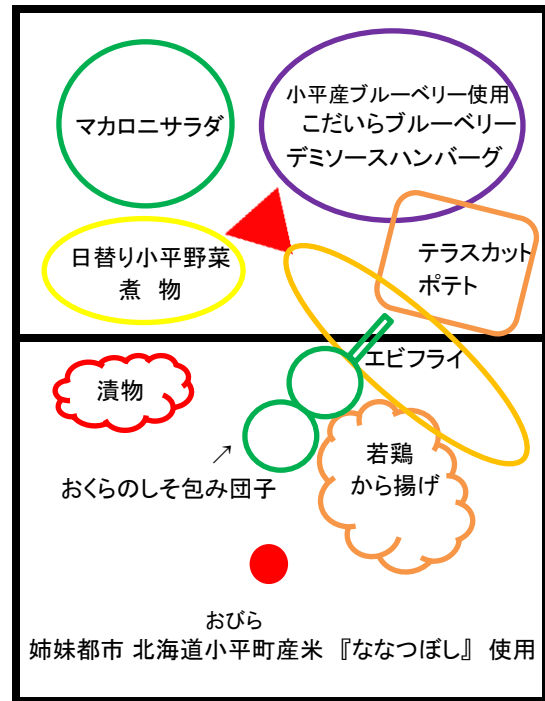 マカロニサラダ
小平産ブルーベリー使用
こだいらブルーベリー
デミソースハンバーグ
日替り小平野菜
煮 物
テラスカット
ポテト
エビフライ
漬物
若鶏
から揚げ
↗
おくらのしそ包み団子
おびら
姉妹都市 北海道小平町産米 『ななつぼし』 使用